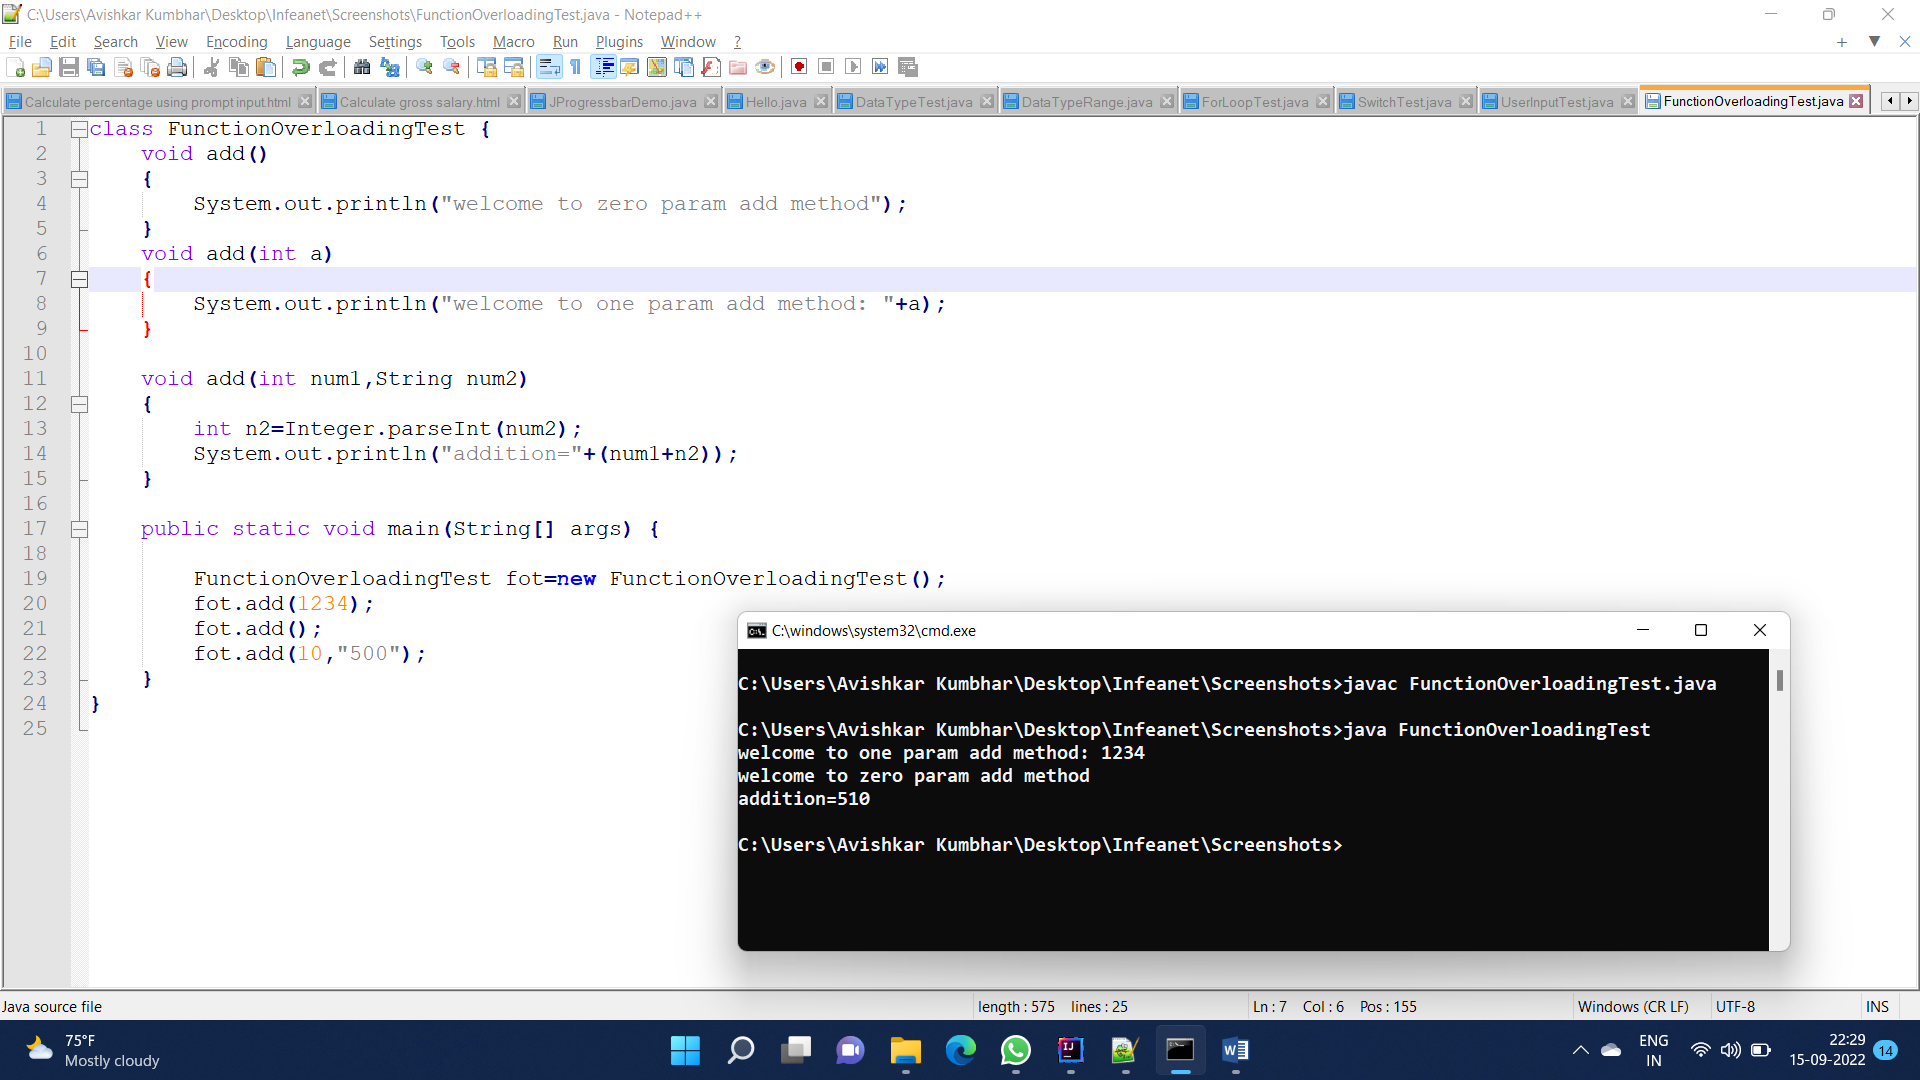 C:\Users\Avishkar Kumbhar\Desktop\Infeanet\Screenshots\FunctionOverloadingTest.java - Notepad++
File Edit Search View Encoding Language Settings Tools Macro Run Plugins Window ?
Calculate percentage using prompt input.html Calculate gross salary.html JProgressbarDemo.java Hello.java DataTypeTest.java DataTypeRange.java ForLoopTest.java SwitchTest.java UserInputTest.java FunctionOverloadingTest.java
1 class FunctionOverloadingTest {
2 void add()
3 {
4 System.out.println("welcome to zero param add method");
5 }
6 void add(int a)
7 {
8 System.out.println("welcome to one param add method: "+a);
9 }
10
11 void add(int num1,String num2)
12 {
13 int n2=Integer.parseInt(num2);
14 System.out.println("addition="+(num1+n2));
15 }
16
17 public static void main(String[] args) {
18
19 FunctionOverloadingTest fot=new FunctionOverloadingTest();
20 fot.add(1234);
21 fot.add();
22 fot.add(10,"500");
23 }
24 }
25
C:\windows\system32\cmd.exe
C:\Users\Avishkar Kumbhar\Desktop\Infeanet\Screenshots>javac FunctionOverloadingTest.java
C:\Users\Avishkar Kumbhar\Desktop\Infeanet\Screenshots>java FunctionOverloadingTest
welcome to one param add method: 1234
welcome to zero param add method
addition=510
C:\Users\Avishkar Kumbhar\Desktop\Infeanet\Screenshots>
Java source file length : 575 lines : 25 Ln : 7 Col : 6 Pos : 155 Windows (CR LF) UTF-8 INS
75°F
Mostly cloudy
ENG
IN
22:29
15-09-2022
14